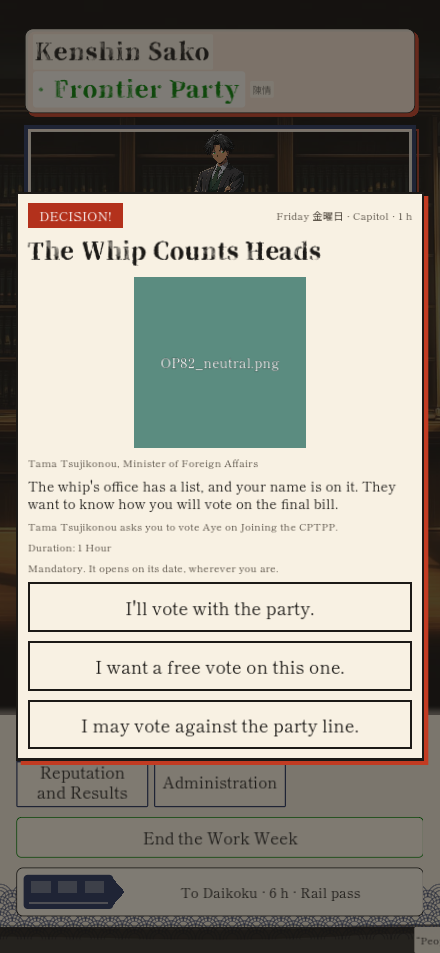 Kenshin Sako
· Frontier Party 陳情
DECISION!
Friday 金曜日 · Capitol · 1 h
The Whip Counts Heads
OP82_neutral.png
Tama Tsujikonou, Minister of Foreign Affairs
The whip's office has a list, and your name is on it. They
want to know how you will vote on the final bill.
Tama Tsujikonou asks you to vote Aye on Joining the CPTPP.
Duration: 1 Hour
Mandatory. It opens on its date, wherever you are.
I'll vote with the party.
I want a free vote on this one.
I may vote against the party line.
Reputation
and Results
Administration
End the Work Week
To Daikoku · 6 h · Rail pass